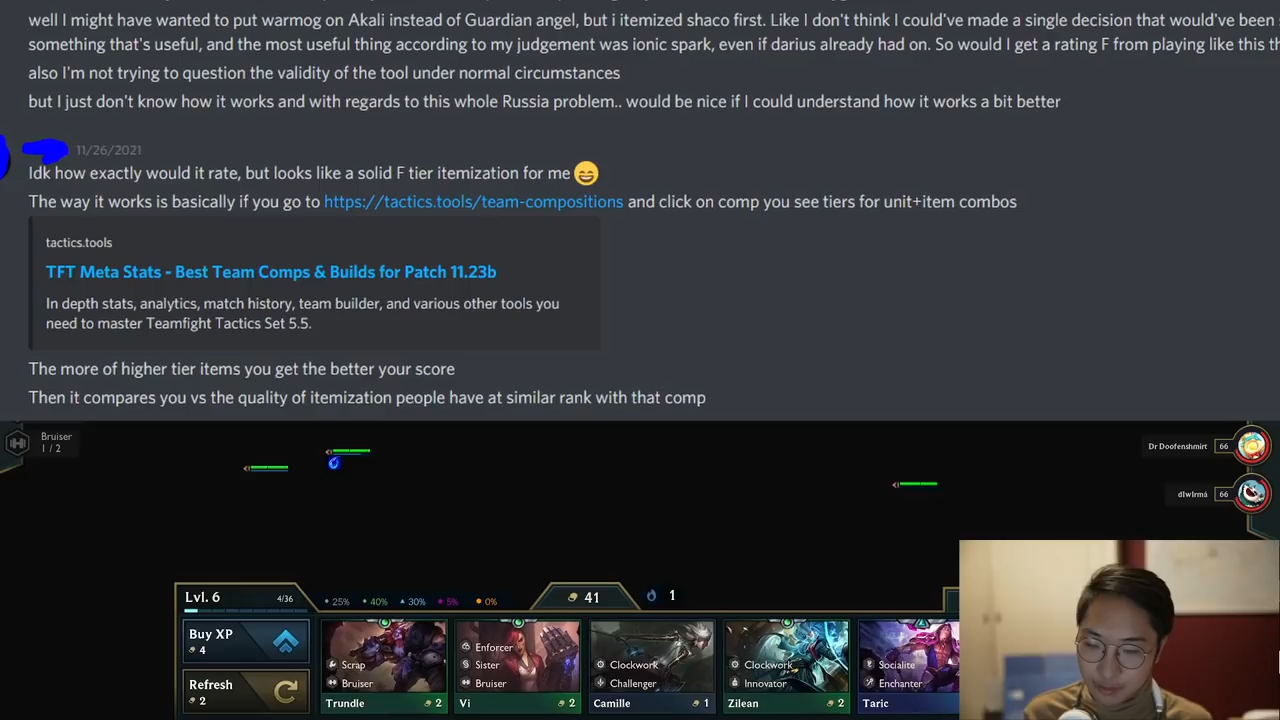 well I might have wanted to put warmog on Akali instead of Guardian angel, but i itemized shaco first. Like I don't think I could've made a single decision that would've been
something that's useful, and the most useful thing according to my judgement was ionic spark, even if darius already had on. So would I get a rating F from playing like this
also I'm not trying to question the validity of the tool under normal circumstances
but I just don't know how it works and with regards to this whole Russia problem.. would be nice if I could understand how it works a bit better
11/26/2021
Idk how exactly would it rate, but looks like a solid F tier itemization for me 😄
The way it works is basically if you go to https://tactics.tools/team-compositions and click on comp you see tiers for unit+item combos
tactics.tools
TFT Meta Stats - Best Team Comps & Builds for Patch 11.23b
In depth stats, analytics, match history, team builder, and various other tools you
need to master Teamfight Tactics Set 5.5.
The more of higher tier items you get the better your score
Then it compares you vs the quality of itemization people have at similar rank with that comp
Bruiser
1 / 2
Dr Doofenshmirt 66
dlwlrmá 66
Lvl. 6 4/36
25% 40% 30% 5% 0%
41
1
Buy XP
4
Refresh
2
Scrap
Bruiser
Trundle 2
Enforcer
Sister
Bruiser
Vi 2
Clockwork
Challenger
Camille 1
Clockwork
Innovator
Zilean 2
Socialite
Enchanter
Taric